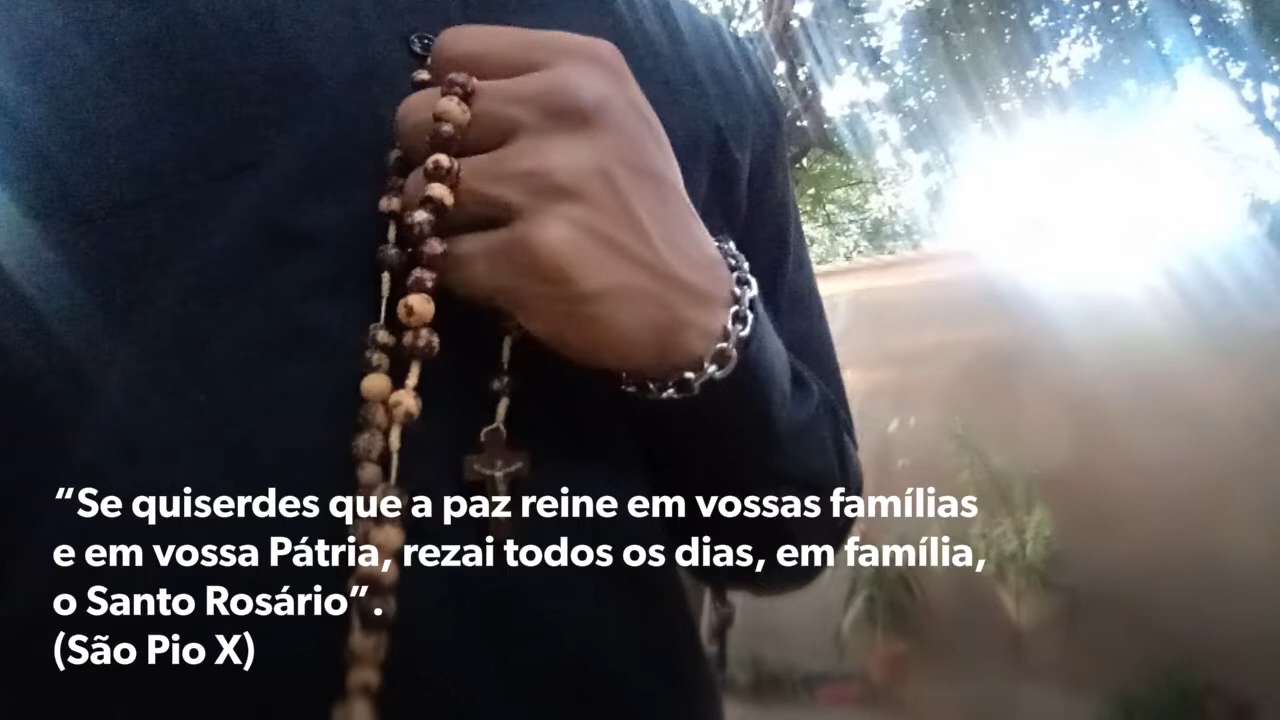 “Se quiserdes que a paz reine em vossas famílias
e em vossa Pátria, rezai todos os dias, em família,
o Santo Rosário”.
(São Pio X)